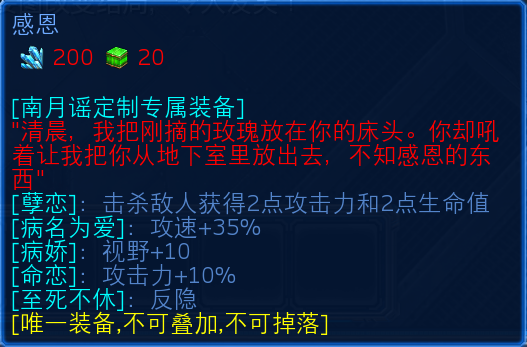 感恩
200 20
[南月谣定制专属装备]
"清晨，我把刚摘的玫瑰放在你的床头。你却吼
着让我把你从地下室里放出去，不知感恩的东
西"
[孽恋]：击杀敌人获得2点攻击力和2点生命值
[病名为爱]：攻速+35%
[病娇]：视野+10
[命恋]：攻击力+10%
[至死不休]：反隐
[唯一装备,不可叠加,不可掉落]